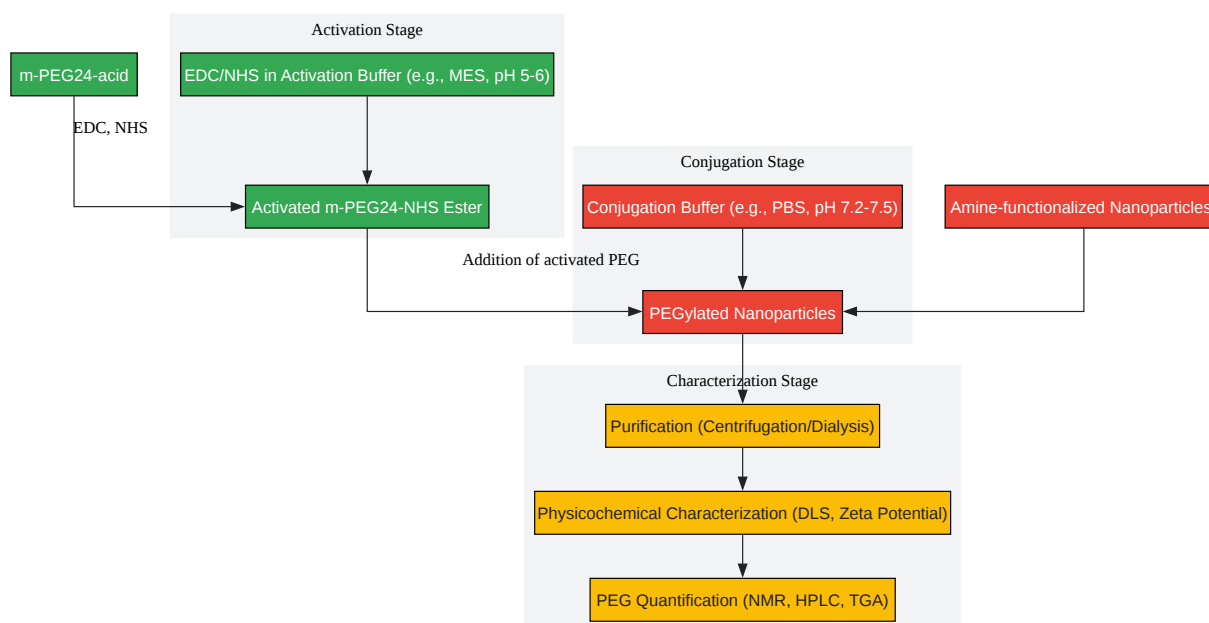 Activation Stage
m-PEG24-acid
EDC/NHS in Activation Buffer (e.g., MES, pH 5-6)
EDC, NHS
Conjugation Stage
Activated m-PEG24-NHS Ester
Conjugation Buffer (e.g., PBS, pH 7.2-7.5)
Amine-functionalized Nanoparticles
Addition of activated PEG
PEGylated Nanoparticles
Characterization Stage
Purification (Centrifugation/Dialysis)
Physicochemical Characterization (DLS, Zeta Potential)
PEG Quantification (NMR, HPLC, TGA)